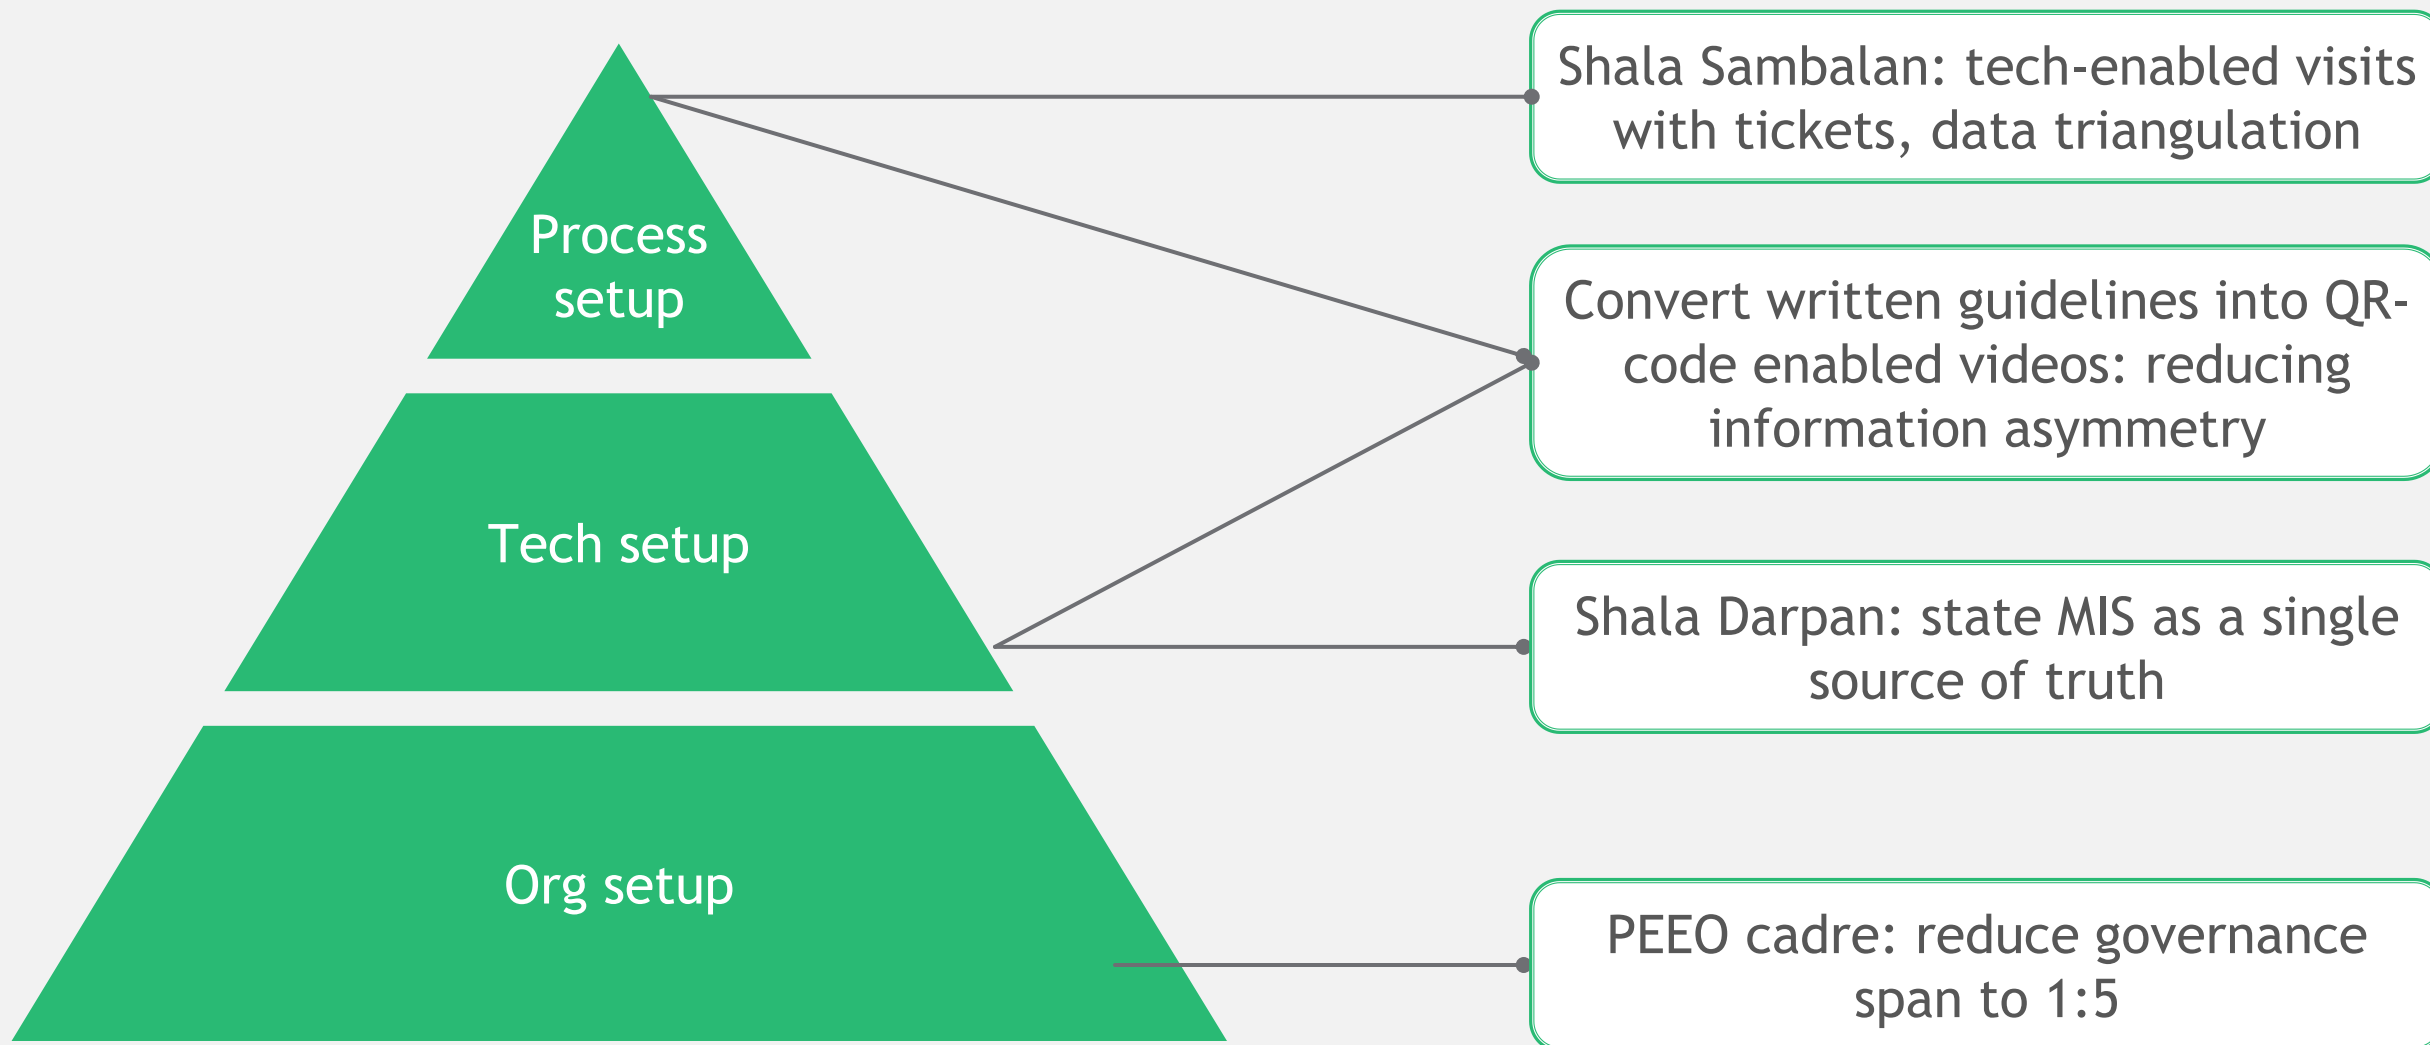 Process
setup
Tech setup
Org setup
Shala Sambalan: tech-enabled visits
with tickets, data triangulation
Convert written guidelines into QR-
code enabled videos: reducing
information asymmetry
Shala Darpan: state MIS as a single
source of truth
PEEO cadre: reduce governance
span to 1:5